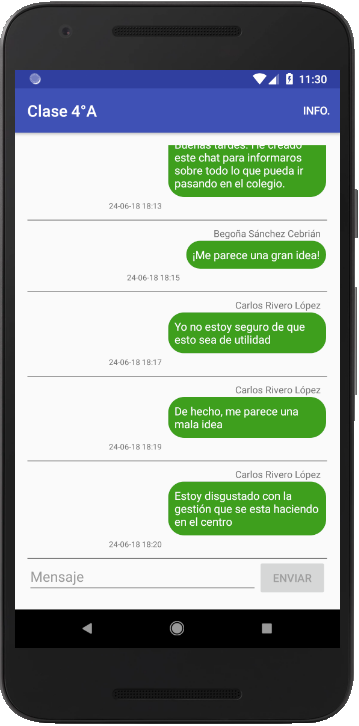 11:30
Clase 4°A
INFO.
Buenas tardes. He creado
este chat para informaros
sobre todo lo que pueda ir
pasando en el colegio.
24-06-18 18:13
Begoña Sánchez Cebrián
¡Me parece una gran idea!
24-06-18 18:15
Carlos Rivero López
Yo no estoy seguro de que
esto sea de utilidad
24-06-18 18:17
Carlos Rivero López
De hecho, me parece una
mala idea
24-06-18 18:19
Carlos Rivero López
Estoy disgustado con la
gestión que se esta haciendo
en el centro
24-06-18 18:20
Mensaje
ENVIAR